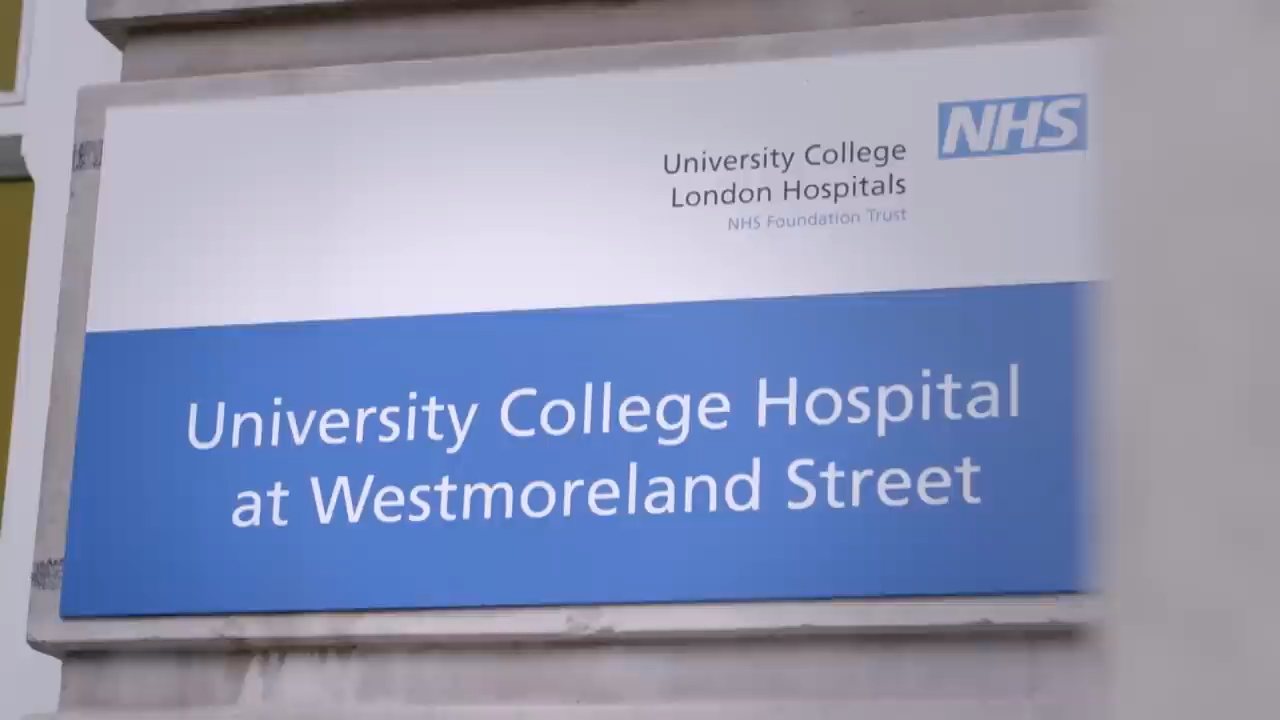 University College
London Hospitals
NHS Foundation Trust
NHS
University College Hospital
at Westmoreland Street